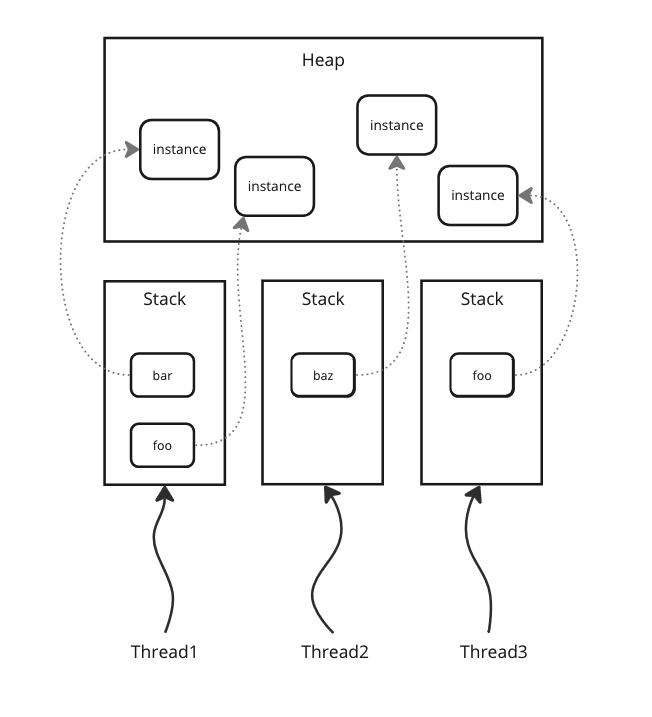 Heap
instance
instance
instance
instance
Stack
Stack
Stack
bar
baz
foo
foo
Thread1
Thread2
Thread3